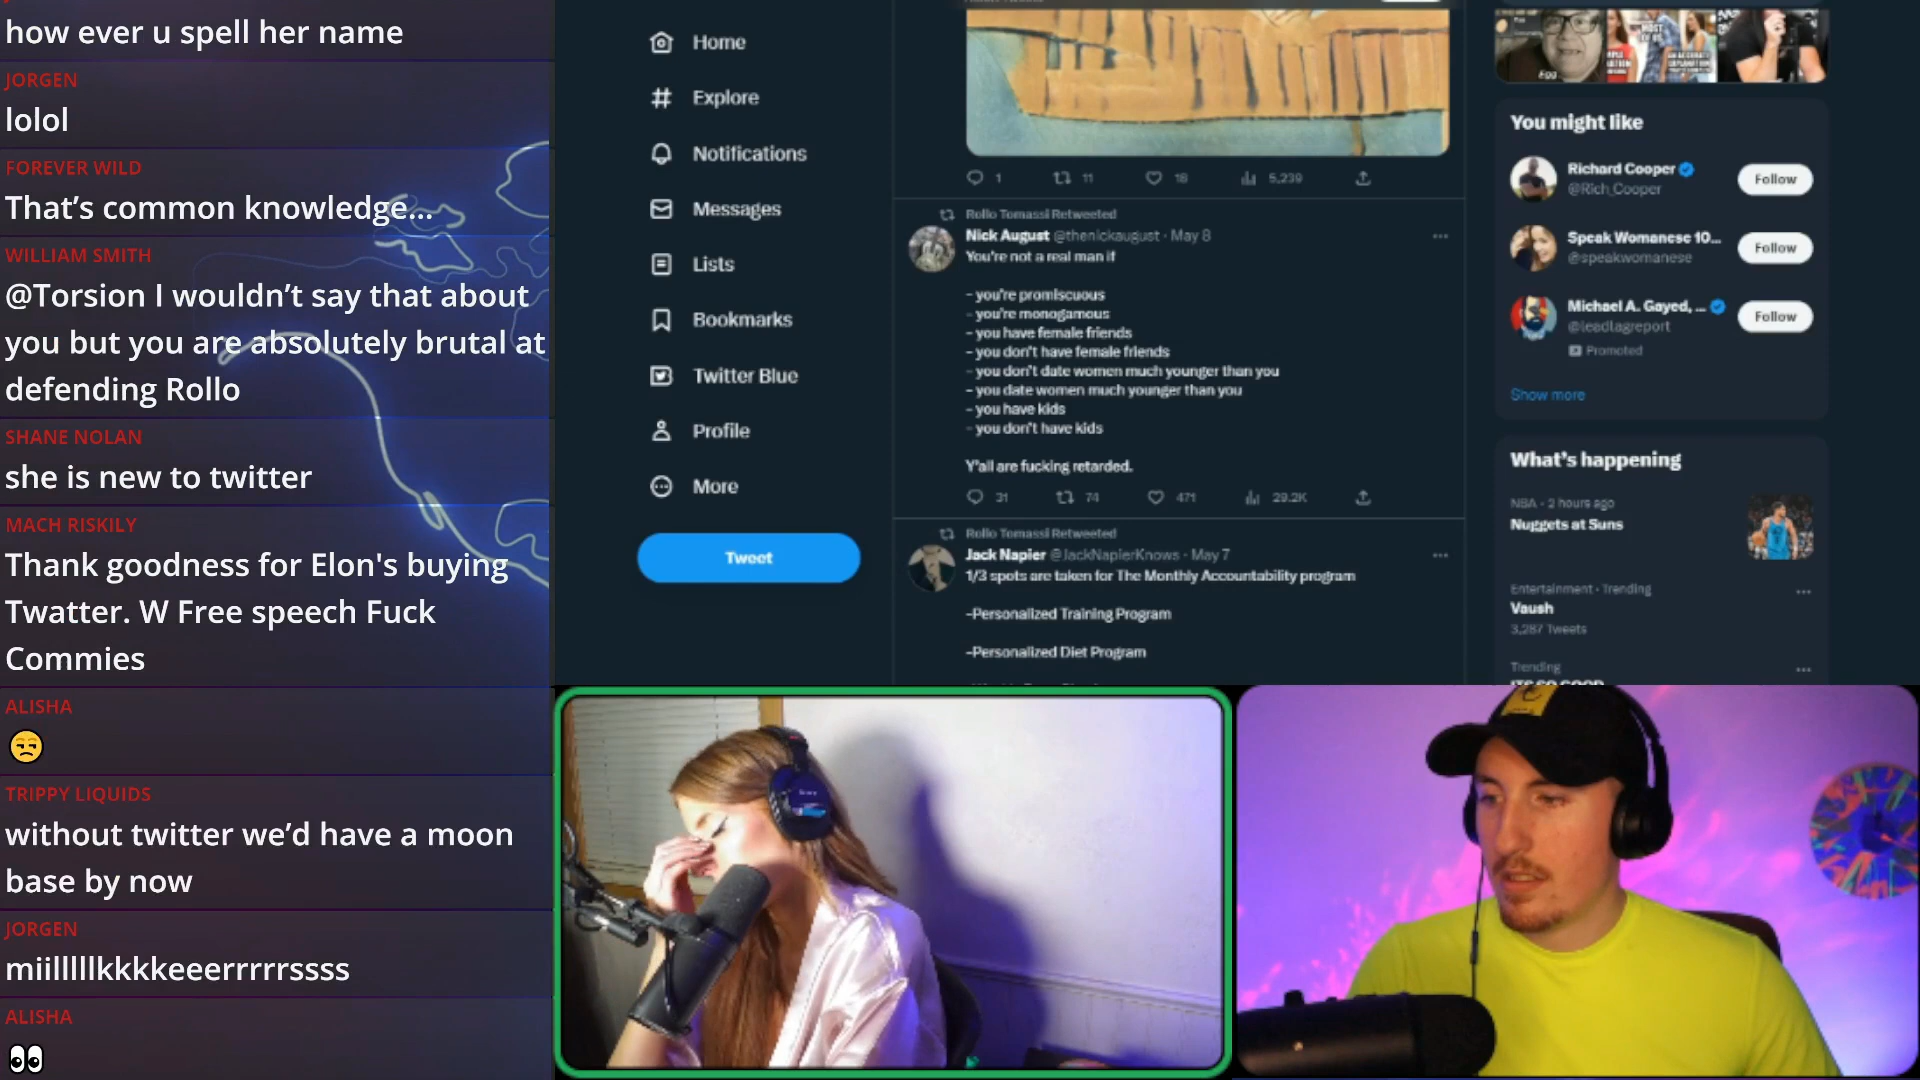 how ever u spell her name
JORGEN
lolol
FOREVER WILD
That's common knowledge...
WILLIAM SMITH
@Torsion I wouldn't say that about
you but you are absolutely brutal at
defending Rollo
SHANE NOLAN
she is new to twitter
MACH RISKILY
Thank goodness for Elon's buying
Twatter. W Free speech Fuck
Commies
ALISHA
TRIPPY LIQUIDS
without twitter we'd have a moon
base by now
JORGEN
miillllllkkkkeeerrrrrssss
ALISHA
Home
Explore
Notifications
Messages
Lists
Bookmarks
Twitter Blue
Profile
More
Tweet
1 11 18 5,239
Rollo Tomassi Retweeted
Nick August @thenickaugust · May 8
You're not a real man if
- you're promiscuous
- you're monogamous
- you have female friends
- you don't have female friends
- you don't date women much younger than you
- you date women much younger than you
- you have kids
- you don't have kids
Y'all are fucking retarded.
31 74 471 29.2K
Rollo Tomassi Retweeted
Jack Napier @JackNapierKnows · May 7
1/3 spots are taken for The Monthly Accountability program
-Personalized Training Program
-Personalized Diet Program
Egg
You might like
Richard Cooper
@Rich_Cooper
Follow
Speak Womanese 10...
@speakwomanese
Follow
Michael A. Gayed, ...
@leadlagreport
Follow
Promoted
Show more
What's happening
NBA · 2 hours ago
Nuggets at Suns
Entertainment · Trending
Vaush
3,287 Tweets
Trending